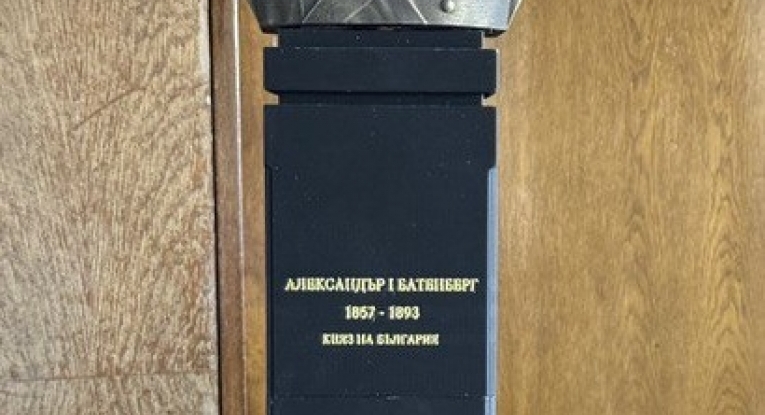 АЛЕКСАНДЪР I БАТЕНБЕРГ
1857 - 1893
КНЯЗ НА БЪЛГАРИЯ